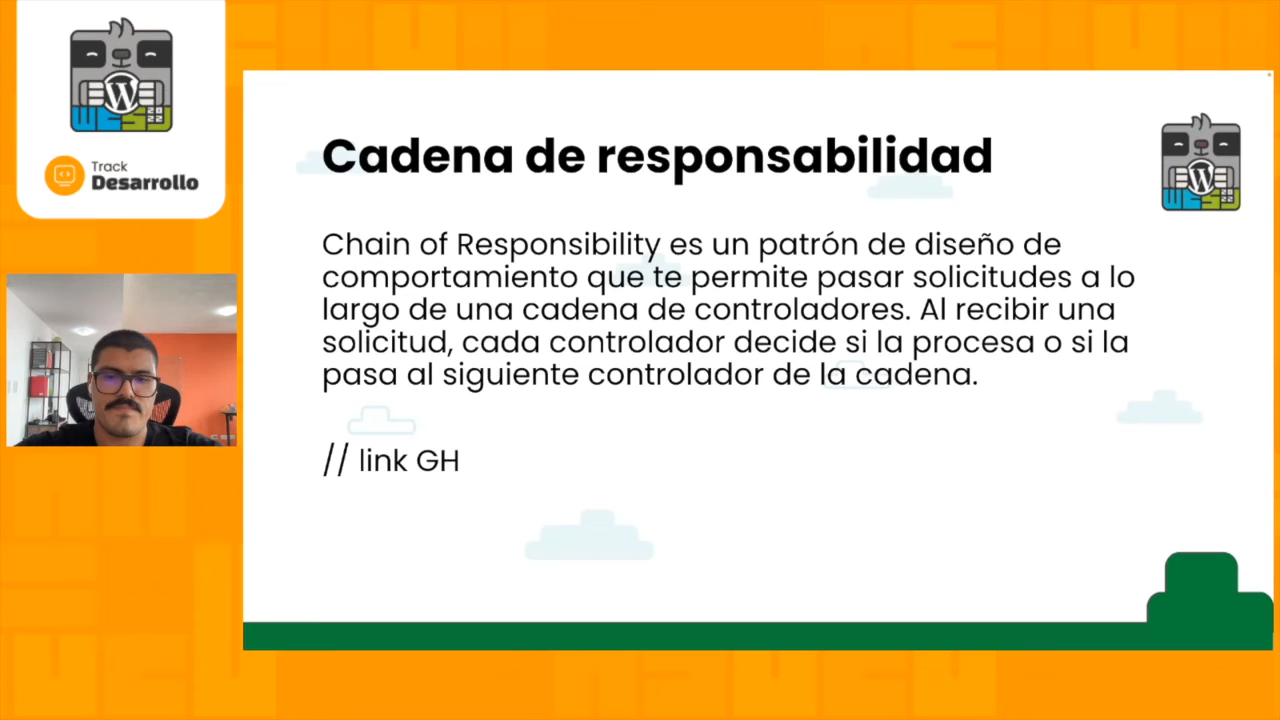 WESP 2022
Track
Desarrollo
Cadena de responsabilidad
Chain of Responsibility es un patrón de diseño de
comportamiento que te permite pasar solicitudes a lo
largo de una cadena de controladores. Al recibir una
solicitud, cada controlador decide si la procesa o si la
pasa al siguiente controlador de la cadena.
// link GH